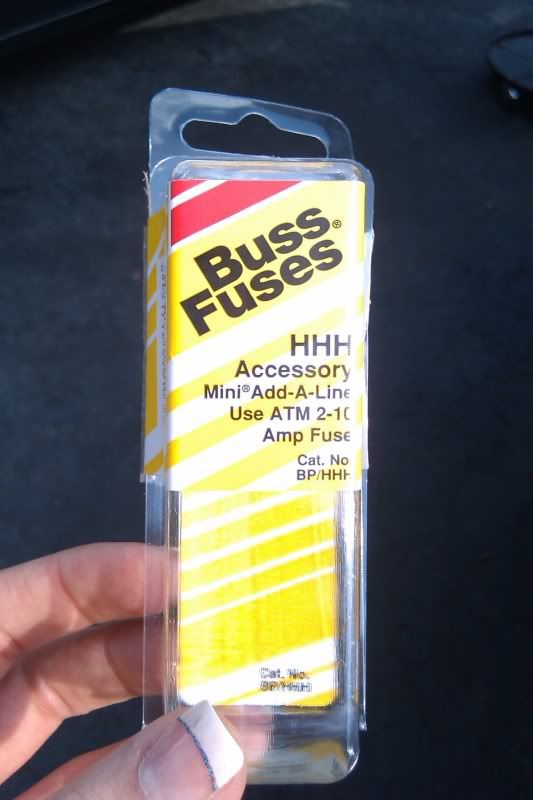 Buss®
Fuses
HHH
Accessory
Mini® Add-A-Line
Use ATM 2-10
Amp Fuse
Cat. No
BP/HHH
Cat. No.
BP/HHH